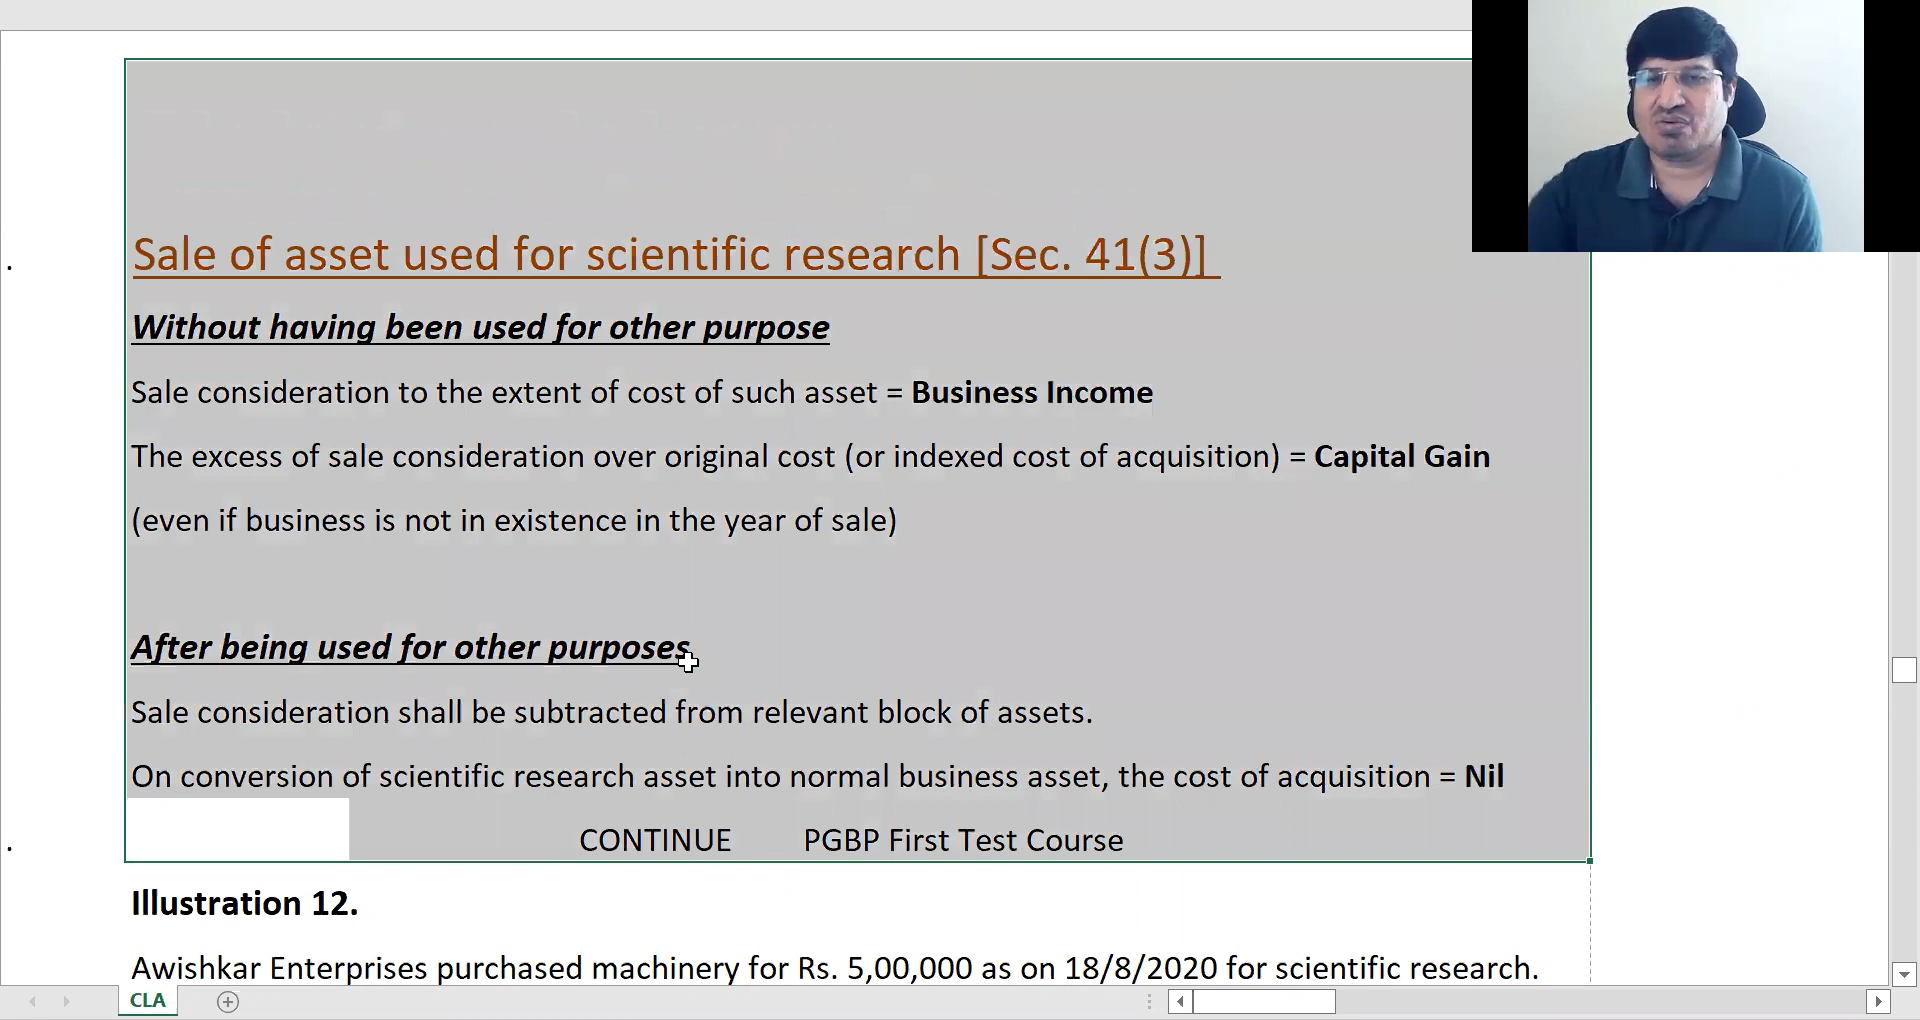 Sale of asset used for scientific research [Sec. 41(3)]
Without having been used for other purpose
Sale consideration to the extent of cost of such asset = Business Income
The excess of sale consideration over original cost (or indexed cost of acquisition) = Capital Gain
(even if business is not in existence in the year of sale)
After being used for other purposes
Sale consideration shall be subtracted from relevant block of assets.
On conversion of scientific research asset into normal business asset, the cost of acquisition = Nil
CONTINUE PGBP First Test Course
Illustration 12.
Awishkar Enterprises purchased machinery for Rs. 5,00,000 as on 18/8/2020 for scientific research.
CLA